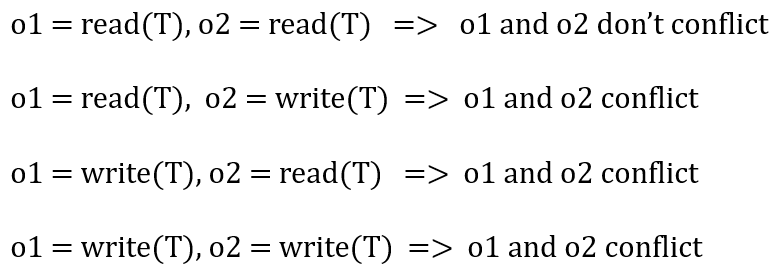 o1 = read(T), o2 = read(T) => o1 and o2 don’t conflict
o1 = read(T), o2 = write(T) => o1 and o2 conflict
o1 = write(T), o2 = read(T) => o1 and o2 conflict
o1 = write(T), o2 = write(T) => o1 and o2 conflict